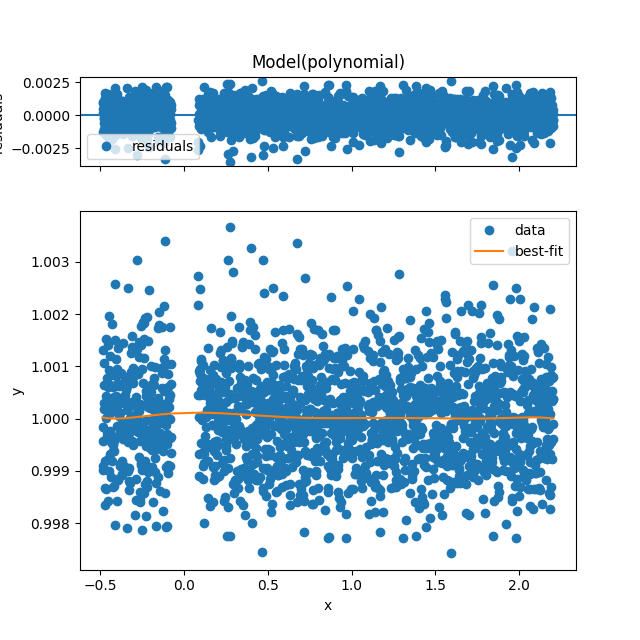 Model(polynomial)
0.0025
0.0000
−0.0025
residuals
residuals
data
best-fit
1.003
1.002
1.001
1.000
0.999
0.998
y
−0.5
0.0
0.5
1.0
1.5
2.0
x